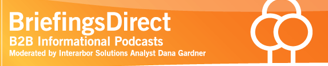 BriefingsDirect
B2B Informational Podcasts
Moderated by Interarbor Solutions Analyst Dana Gardner